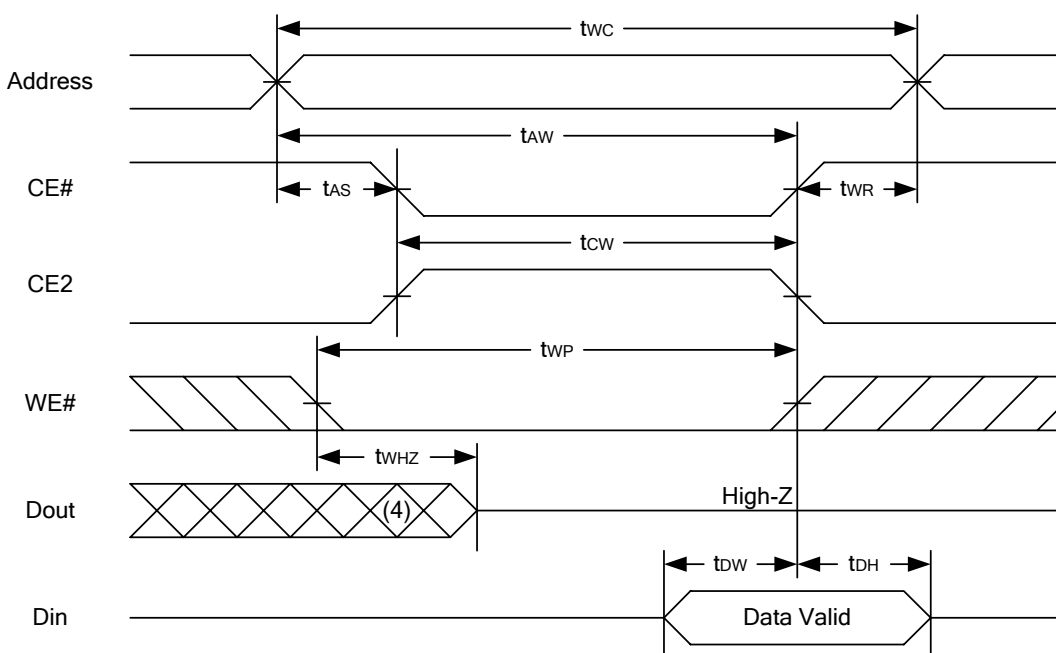 tWC
Address
tAW
CE#
tAS
tWR
tCW
CE2
tWP
WE#
tWHZ
Dout
(4)
High-Z
tDW
tDH
Din
Data Valid